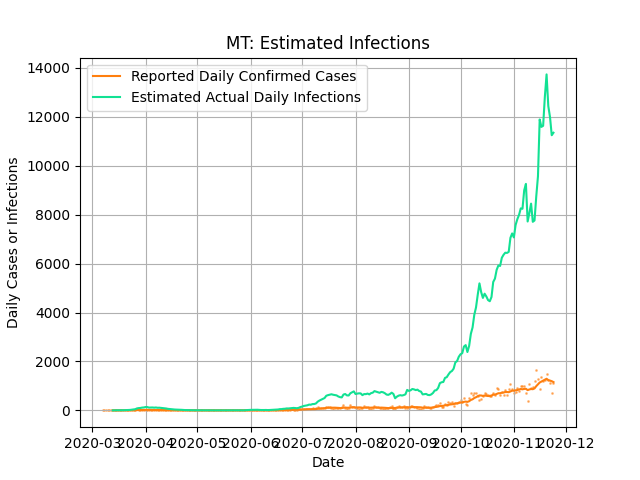 MT: Estimated Infections
Reported Daily Confirmed Cases
Estimated Actual Daily Infections
14000
12000
10000
8000
6000
4000
2000
0
Daily Cases or Infections
2020-03 2020-04 2020-05 2020-06 2020-07 2020-08 2020-09 2020-10 2020-11 2020-12
Date